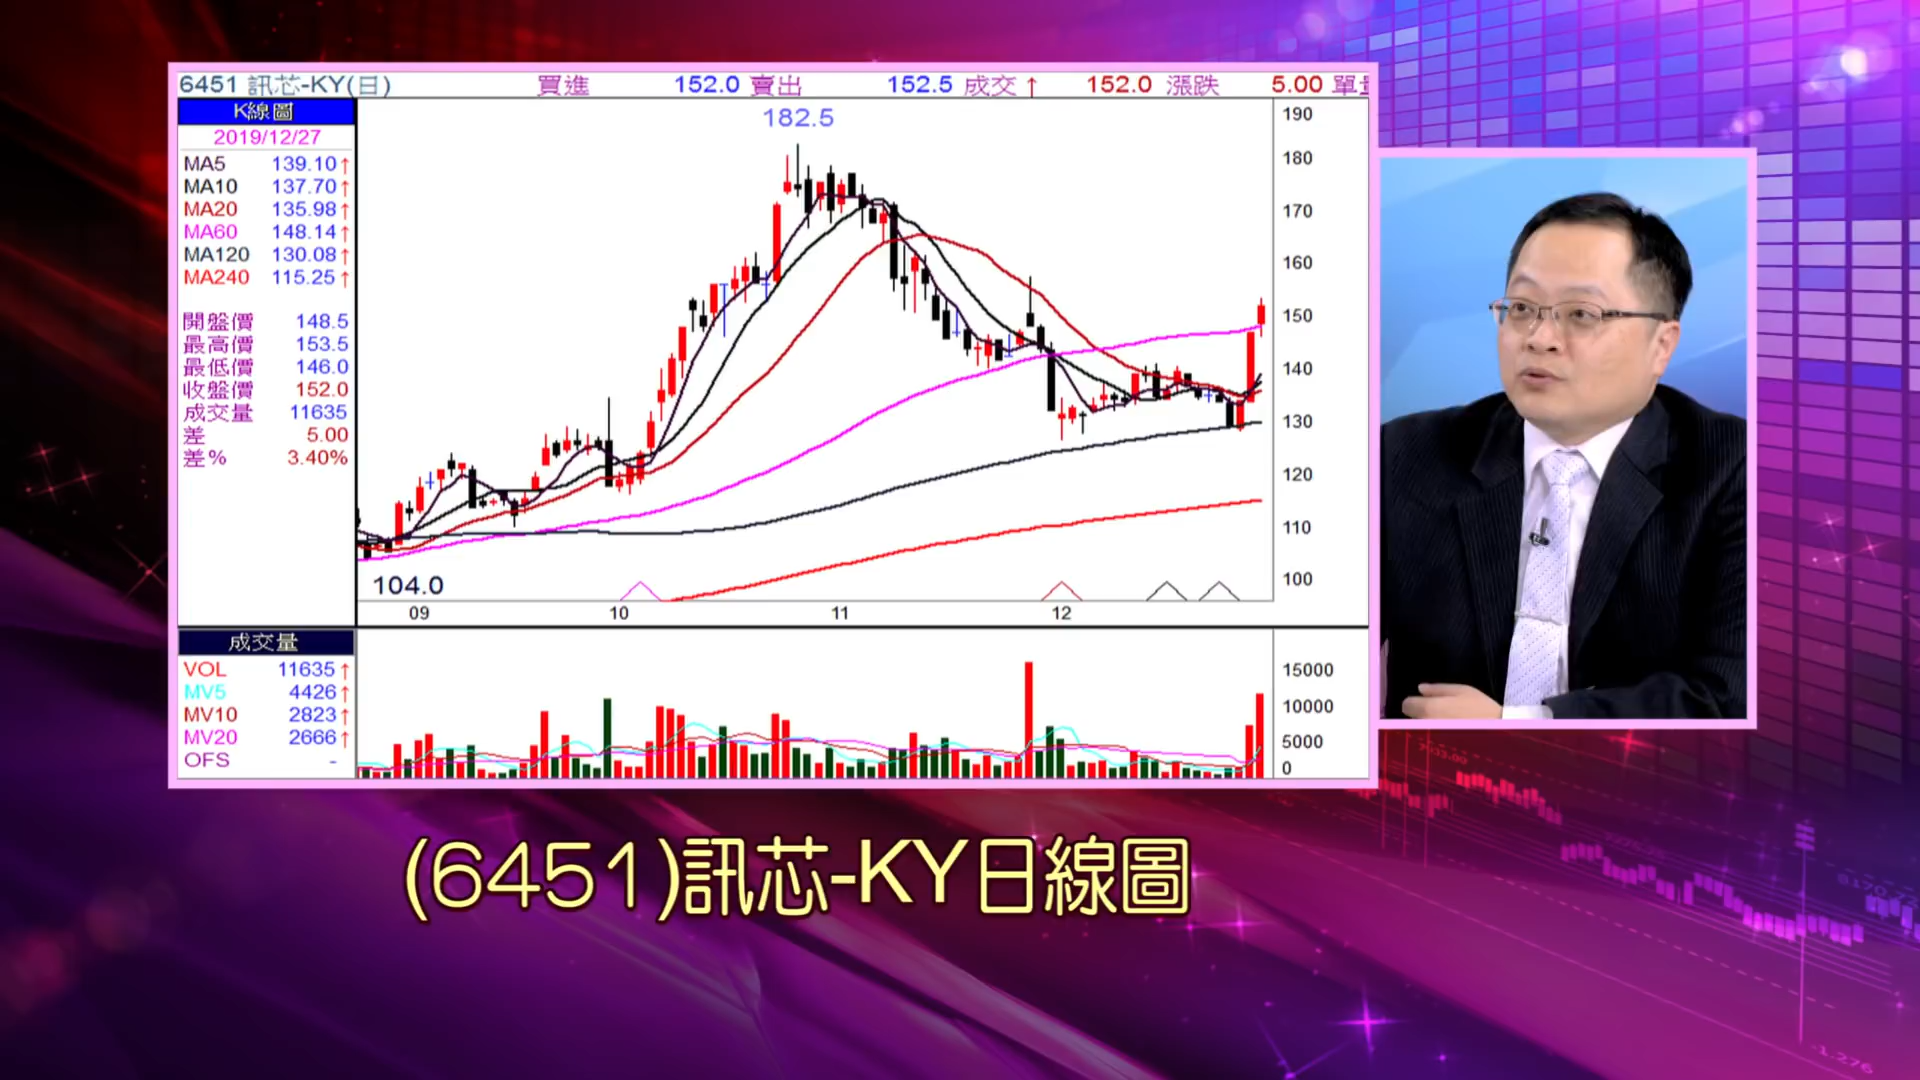 6451 訊芯-KY(日) 買進 152.0 賣出 152.5 成交↑ 152.0 漲跌 5.00
K線圖
2019/12/27
MA5 139.10↑
MA10 137.70↑
MA20 135.98↑
MA60 148.14↑
MA120 130.08↑
MA240 115.25↑
開盤價 148.5
最高價 153.5
最低價 146.0
收盤價 152.0
成交量 11635
差 5.00
差% 3.40%
182.5
104.0
190
180
170
160
150
140
130
120
110
100
09 10 11 12
成交量
VOL 11635↑
MV5 4426↑
MV10 2823↑
MV20 2666↑
OFS -
15000
10000
5000
0
(6451)訊芯-KY日線圖